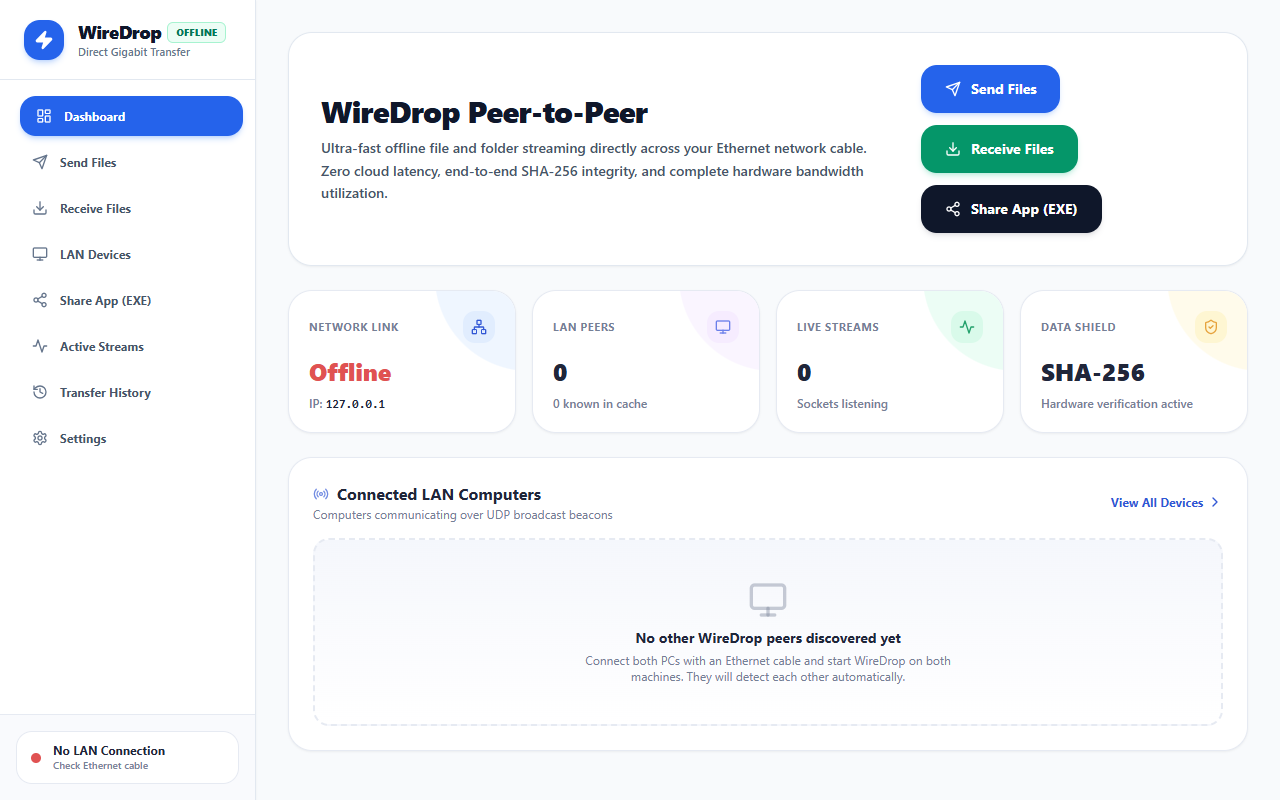 WireDrop OFFLINE
Direct Gigabit Transfer
Dashboard
Send Files
Receive Files
LAN Devices
Share App (EXE)
Active Streams
Transfer History
Settings
No LAN Connection
Check Ethernet cable
WireDrop Peer-to-Peer
Ultra-fast offline file and folder streaming directly across your Ethernet network cable.
Zero cloud latency, end-to-end SHA-256 integrity, and complete hardware bandwidth
utilization.
Send Files
Receive Files
Share App (EXE)
NETWORK LINK
Offline
IP: 127.0.0.1
LAN PEERS
0
0 known in cache
LIVE STREAMS
0
Sockets listening
DATA SHIELD
SHA-256
Hardware verification active
Connected LAN Computers
Computers communicating over UDP broadcast beacons
View All Devices
No other WireDrop peers discovered yet
Connect both PCs with an Ethernet cable and start WireDrop on both
machines. They will detect each other automatically.